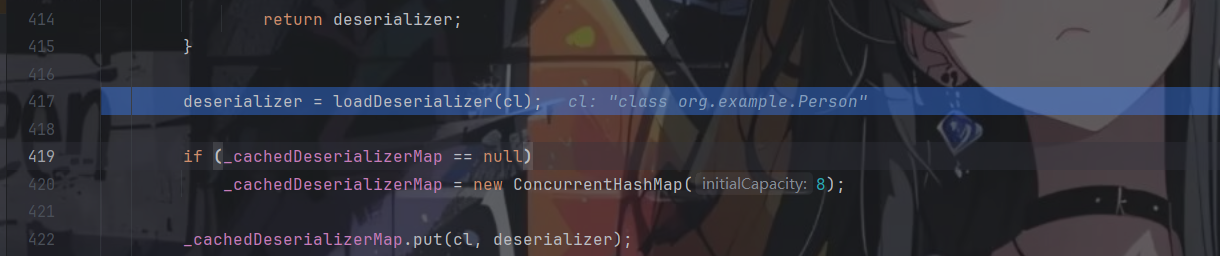 414 return deserializer;
415 }
416
417 deserializer = loadDeserializer(cl); cl: "class org.example.Person"
418
419 if (_cachedDeserializerMap == null)
420 _cachedDeserializerMap = new ConcurrentHashMap( initialCapacity: 8);
421
422 _cachedDeserializerMap.put(cl, deserializer);